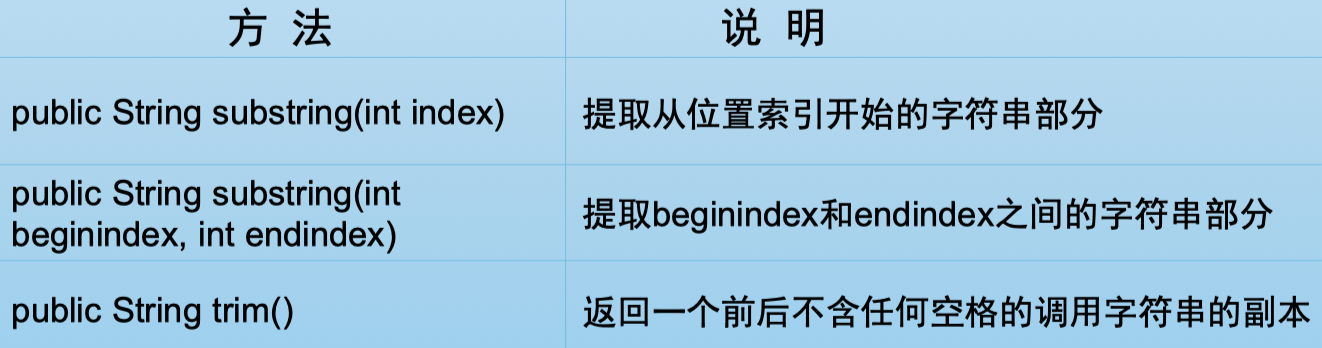 方 法
说 明
public String substring(int index)
提取从位置索引开始的字符串部分
public String substring(int
beginindex, int endindex)
提取beginindex和endindex之间的字符串部分
public String trim()
返回一个前后不含任何空格的调用字符串的副本